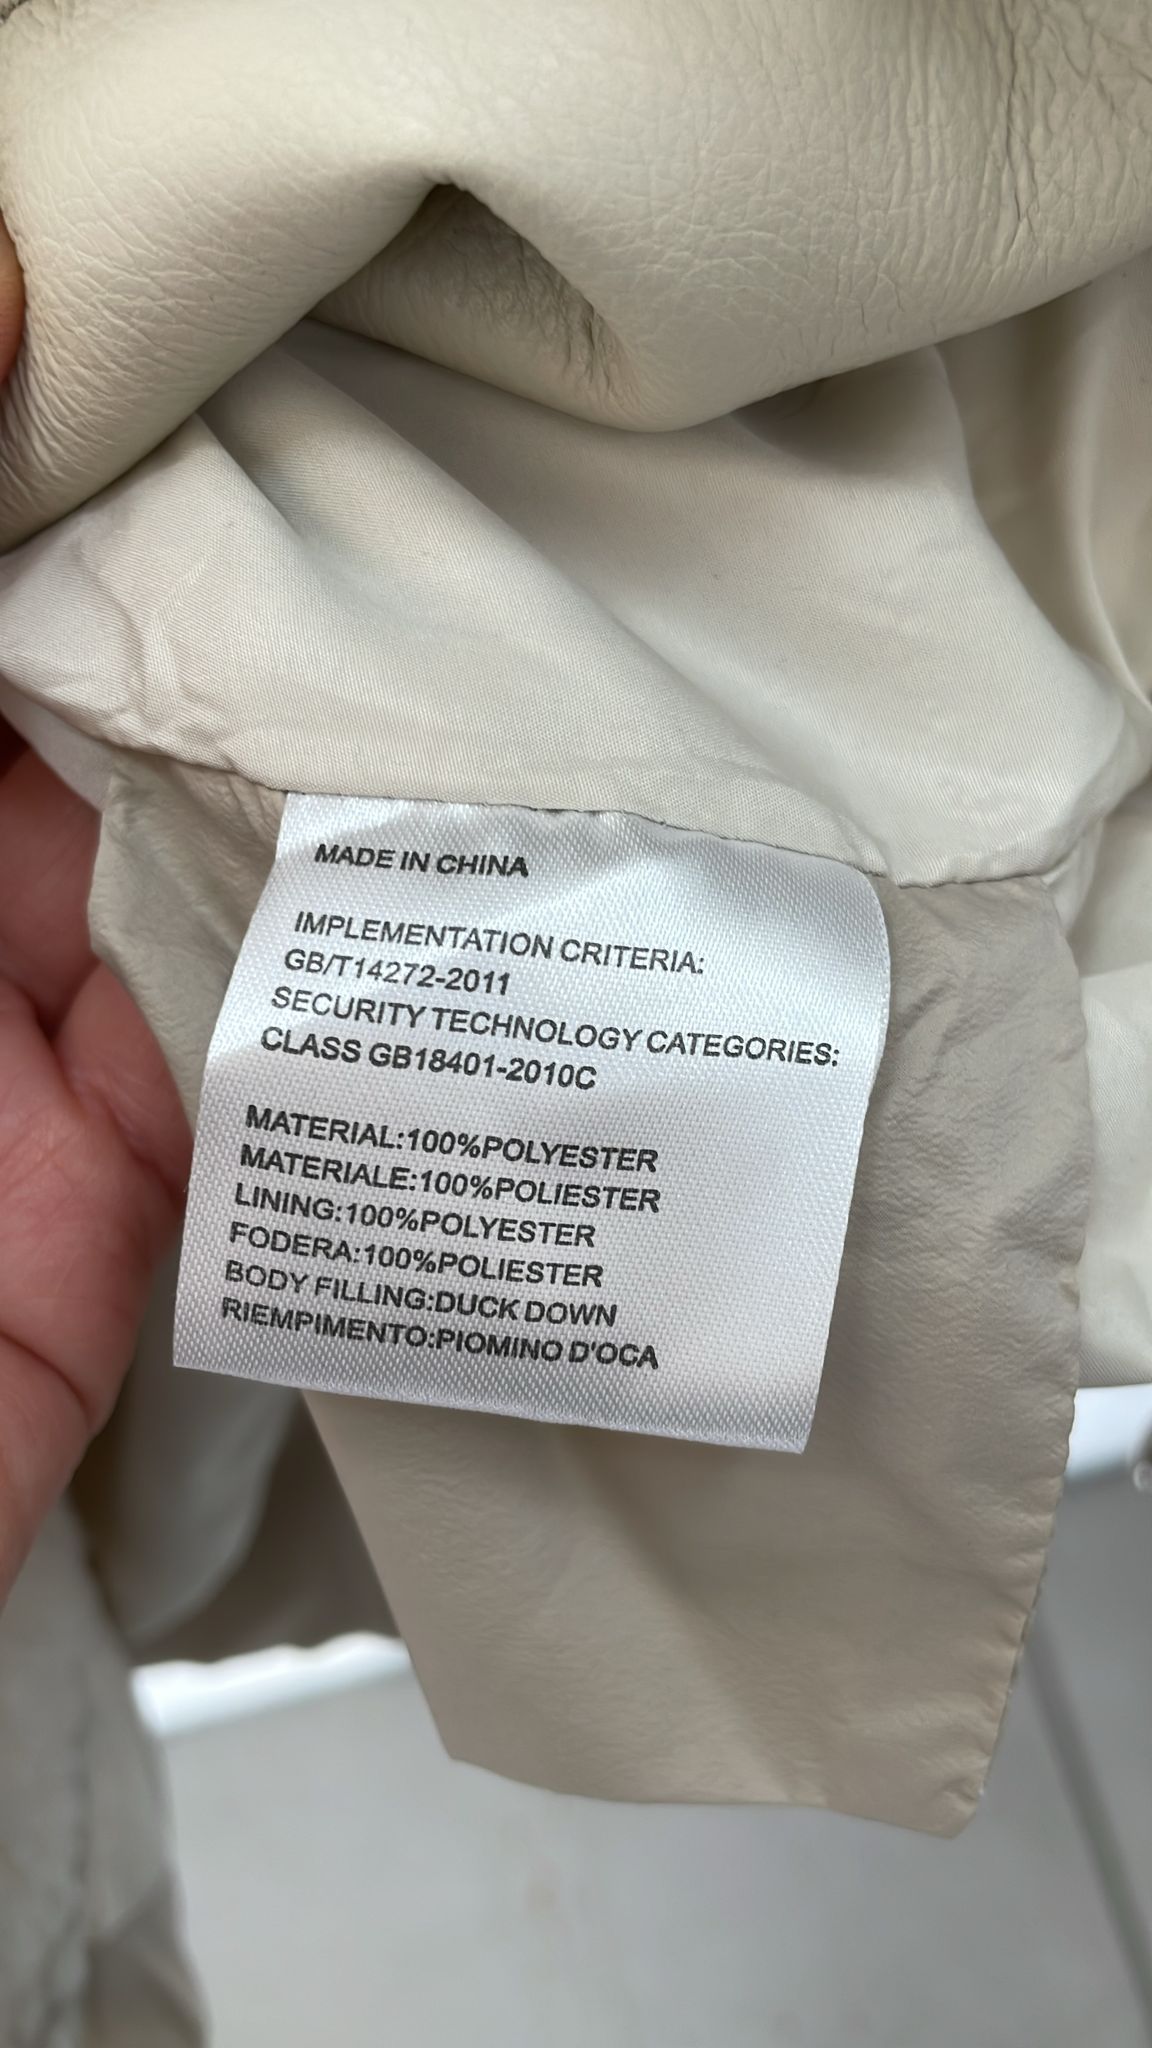 MADE IN CHINA
IMPLEMENTATION CRITERIA:
GB/T14272-2011
SECURITY TECHNOLOGY CATEGORIES:
CLASS GB18401-2010C
MATERIAL:100%POLYESTER
MATERIALE:100%POLIESTER
LINING:100%POLYESTER
FODERA:100%POLIESTER
BODY FILLING:DUCK DOWN
RIEMPIMENTO:PIOMINO D'OCA